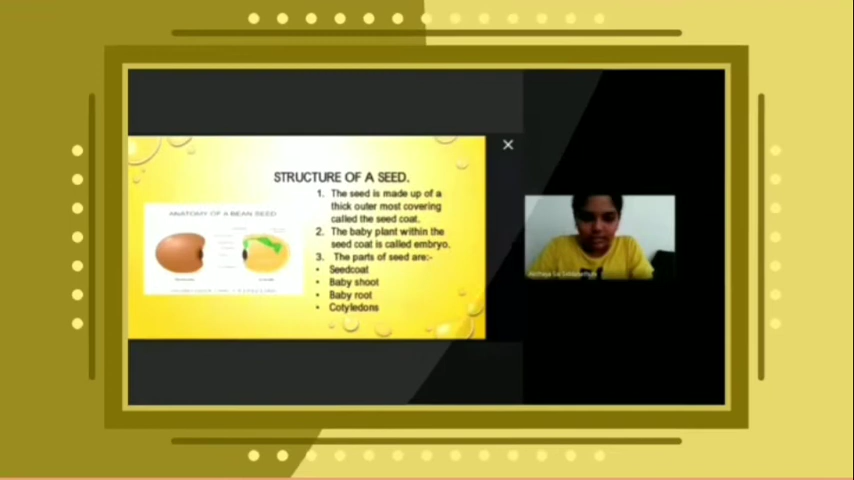 STRUCTURE OF A SEED.
1. The seed is made up of a
thick outer most covering
called the seed coat.
2. The baby plant within the
seed coat is called embryo.
3. The parts of seed are:-
• Seedcoat
• Baby shoot
• Baby root
• Cotyledons
ANATOMY OF A BEAN SEED